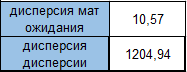 дисперсия мат
ожидания
10,57
дисперсия
дисперсии
1204,94